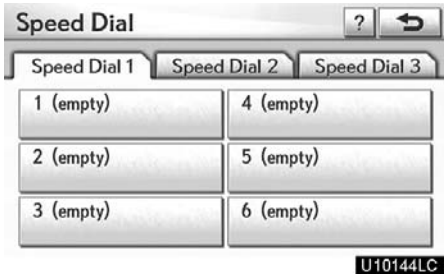 Speed Dial ?
Speed Dial 1 Speed Dial 2 Speed Dial 3
1 (empty) 4 (empty)
2 (empty) 5 (empty)
3 (empty) 6 (empty)
U10144LC